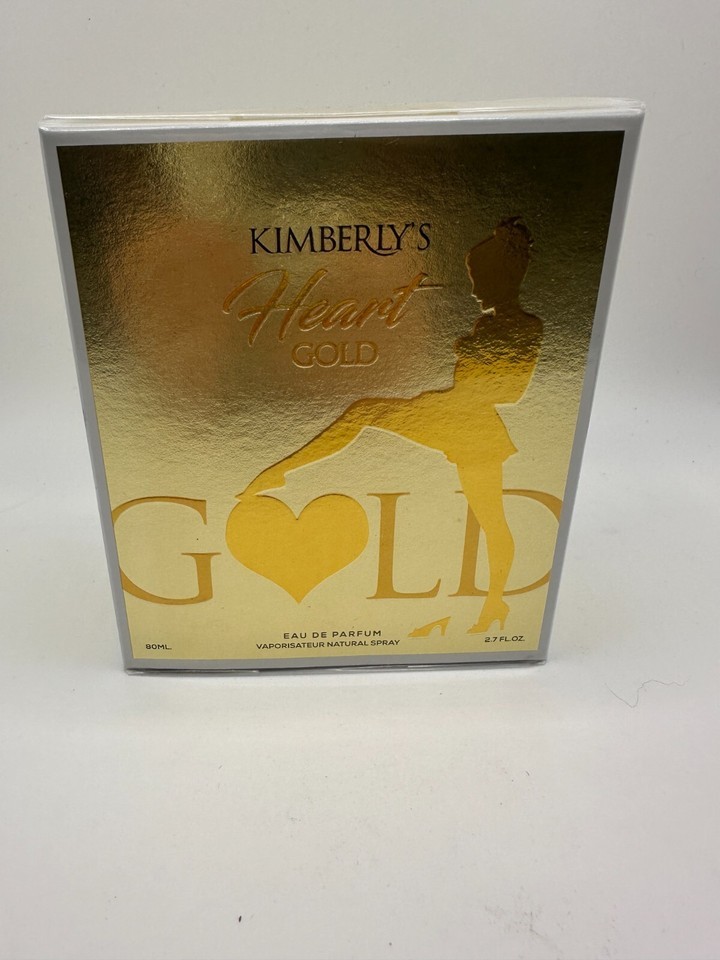 KIMBERLY'S
Heart
GOLD
GOLD
EAU DE PARFUM
80ML.
VAPORISATEUR NATURAL SPRAY
2.7 FL.OZ.